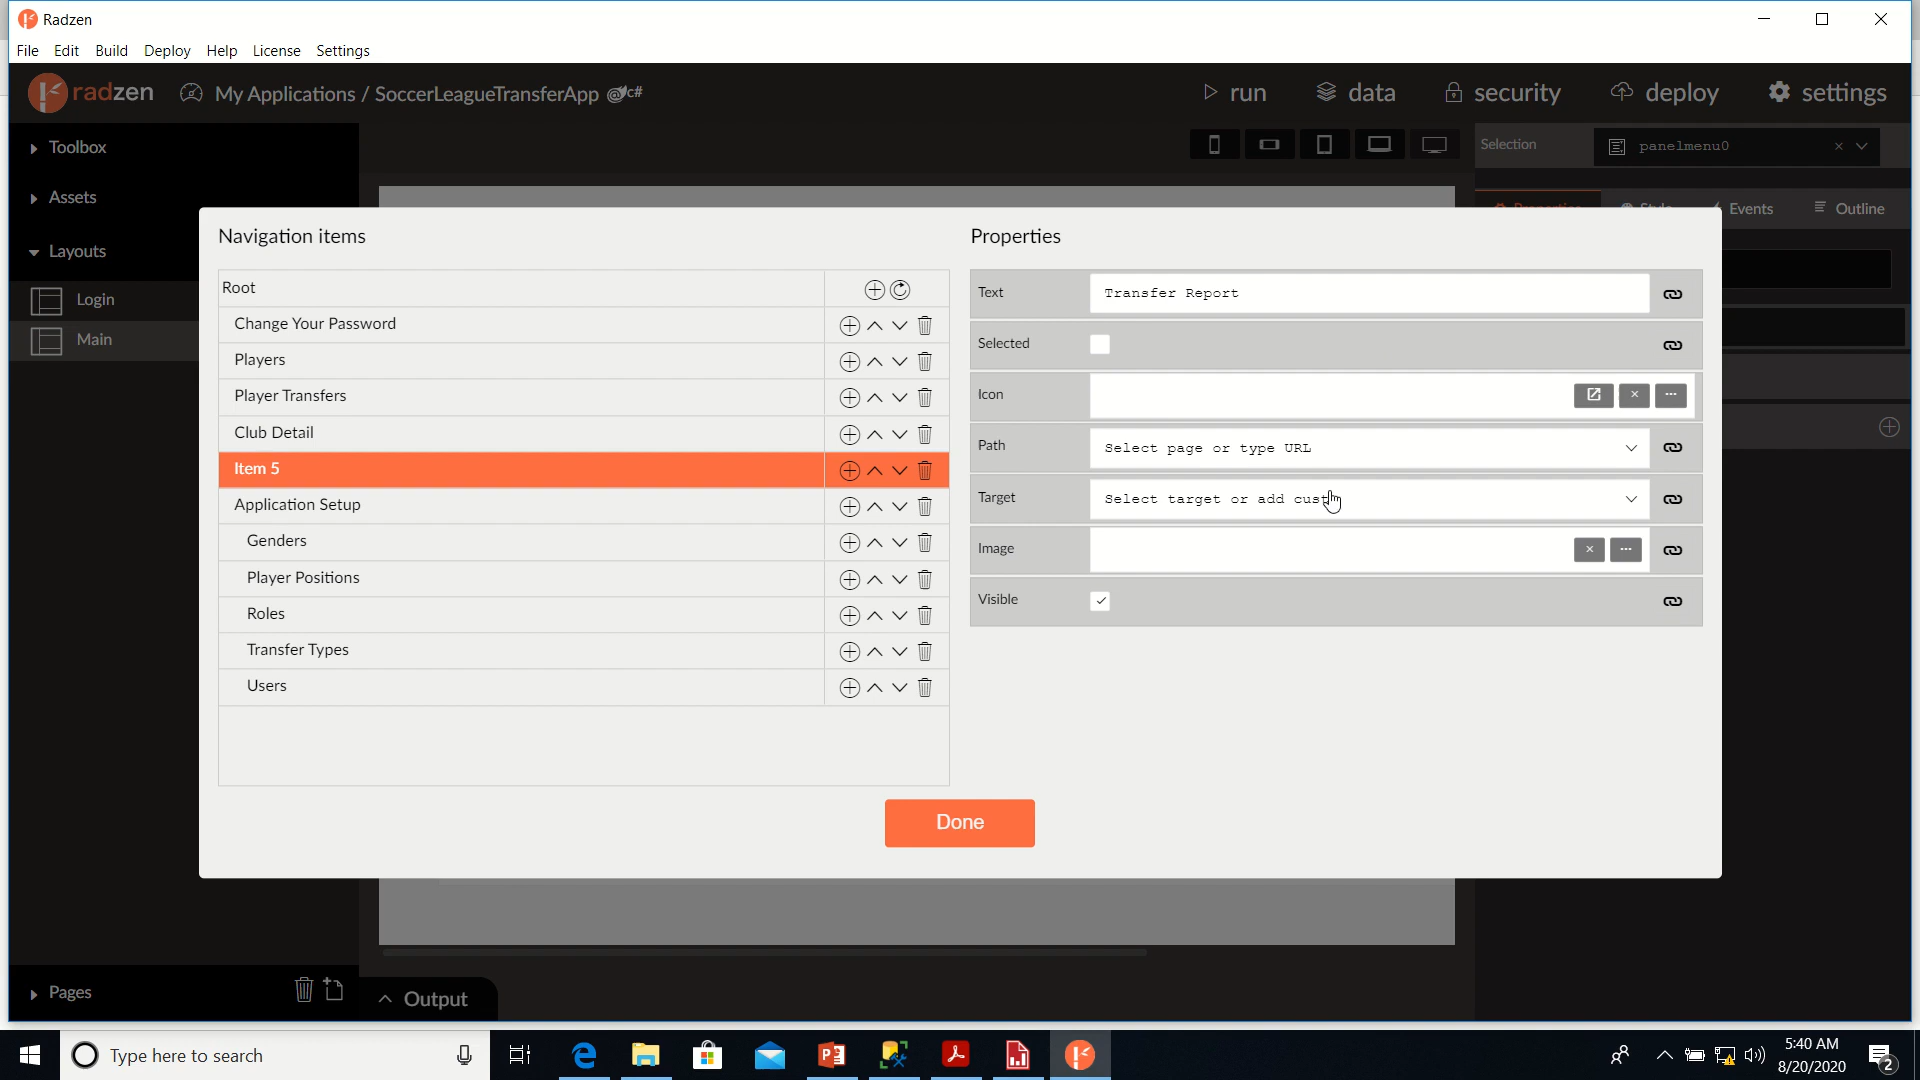 Radzen
File Edit Build Deploy Help License Settings
radzen My Applications / SoccerLeagueTransferApp c# run data security deploy settings
Toolbox
Selection panelmenu0
Assets
Events Outline
Layouts
Login
Main
Navigation items
Properties
Root
Change Your Password
Players
Player Transfers
Club Detail
Item 5
Application Setup
Genders
Player Positions
Roles
Transfer Types
Users
Text Transfer Report
Selected
Icon
Path Select page or type URL
Target Select target or add cust
Image
Visible
Done
Pages
Output
Type here to search
5:40 AM
8/20/2020
2